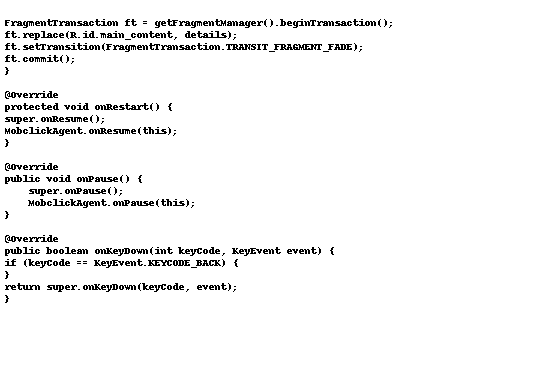 FragmentTransaction ft = getFragmentManager().beginTransaction();
ft.replace(R.id.main_content, details);
ft.setTransition(FragmentTransaction.TRANSIT_FRAGMENT_FADE);
ft.commit();
}

@Override
protected void onRestart() {
super.onResume();
MobclickAgent.onResume(this);
}

@Override
public void onPause() {
    super.onPause();
    MobclickAgent.onPause(this);
}

@Override
public boolean onKeyDown(int keyCode, KeyEvent event) {
if (keyCode == KeyEvent.KEYCODE_BACK) {
}
return super.onKeyDown(keyCode, event);
}